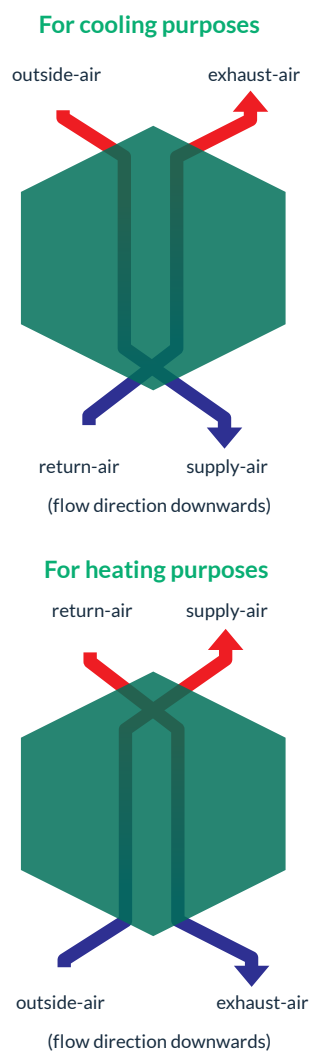 For cooling purposes
outside-air exhaust-air
return-air supply-air
(flow direction downwards)
For heating purposes
return-air supply-air
outside-air exhaust-air
(flow direction downwards)